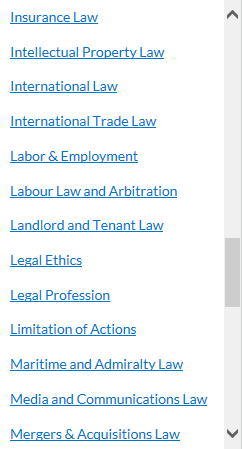 Insurance Law
Intellectual Property Law
International Law
International Trade Law
Labor & Employment
Labour Law and Arbitration
Landlord and Tenant Law
Legal Ethics
Legal Profession
Limitation of Actions
Maritime and Admiralty Law
Media and Communications Law
Mergers & Acquisitions Law